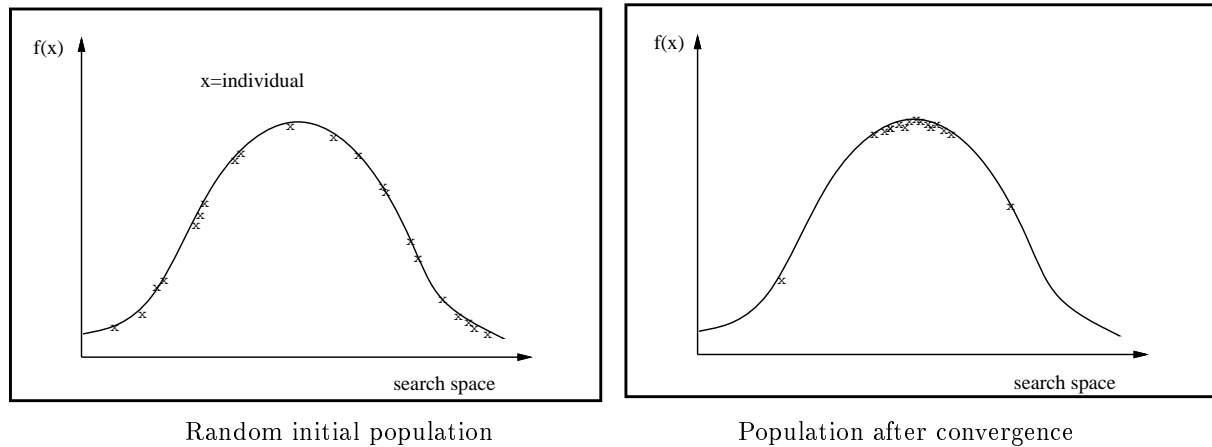 f(x)
x=individual
search space
Random initial population
f(x)
search space
Population after convergence